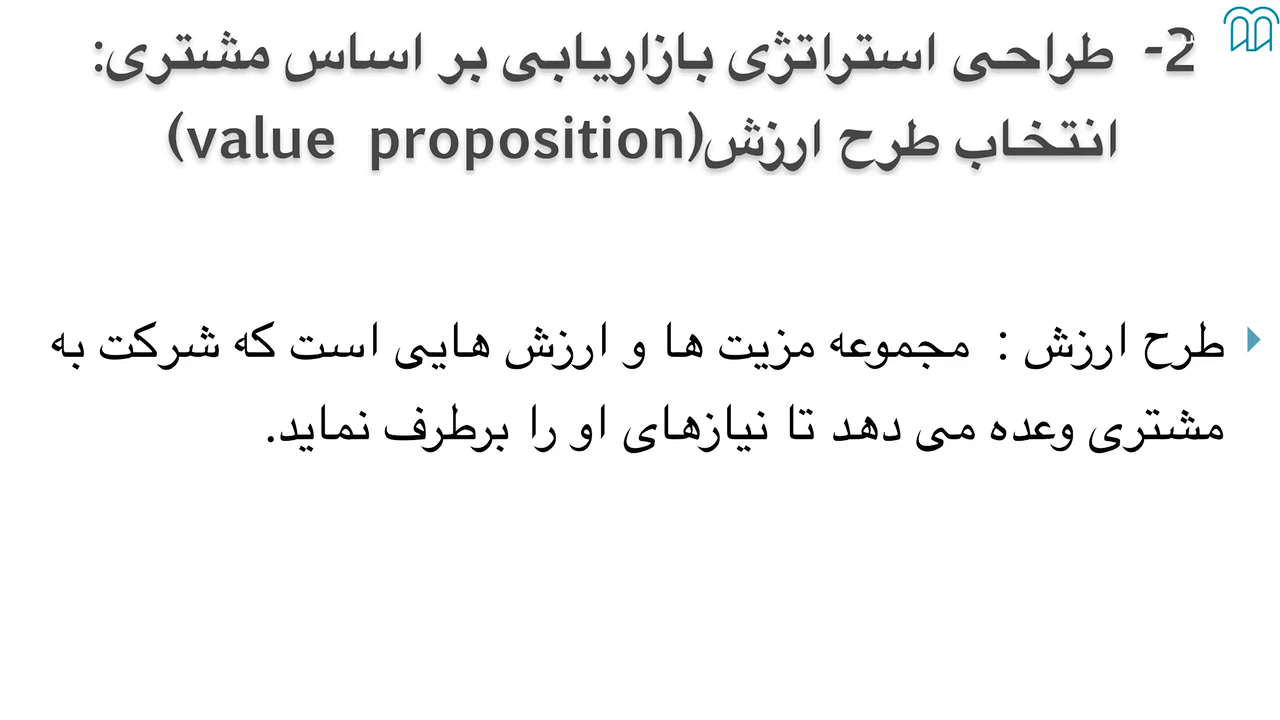 2- طراحی استراتژی بازاریابی بر اساس مشتری:
انتخاب طرح ارزش(value proposition)
طرح ارزش : مجموعه مزیت ها و ارزش هایی است که شرکت به
مشتری وعده می دهد تا نیازهای او را برطرف نماید.